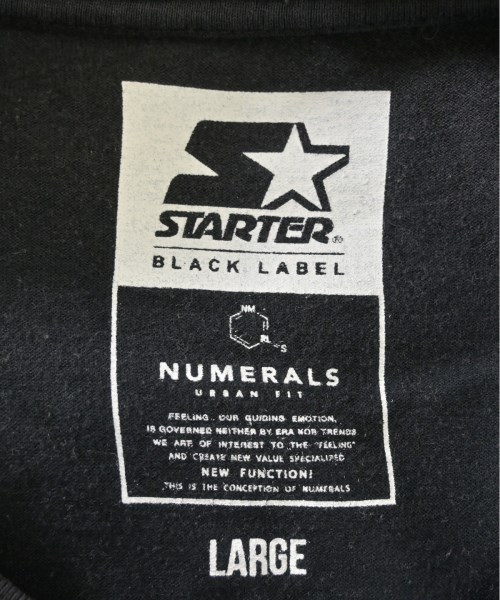 STARTER®
BLACK LABEL
NM
RL
S
NUMERALS
URBAN FIT
FEELING.. OUR GUIDING EMOTION.
IS GOVERNED NEITHER BY ERA NOR TRENDS
WE ARE OF INTEREST TO THE "FEELING"
AND CREATE NEW VALUE SPECIALIZED
NEW FUNCTION!
THIS IS THE CONCEPTION OF NUMERALS
LARGE